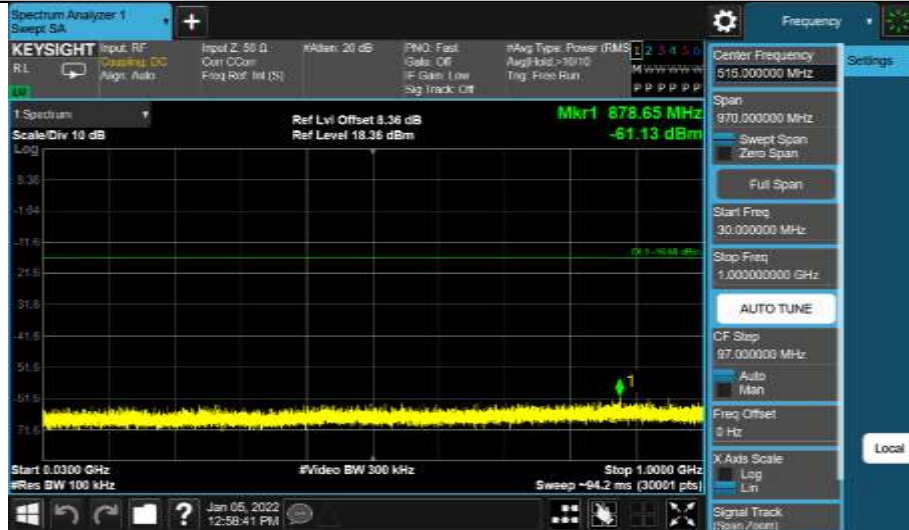 Spectrum Analyzer 1
Swept SA
Frequency
KEYSIGHT
RL
Input: RF
Coupling: DC
Align: Auto
Input Z: 50 Ω
Corr CCorr
Freq Ref: Int (S)
#Atten: 20 dB
PNO: Fast
Gate: Off
IF Gain: Low
Sig Track: Off
#Avg Type: Power (RMS
Avg|Hold:>10/10
Trig: Free Run
1 2 3 4 5 6
M W W W W W
P P P P P P
1 Spectrum
Scale/Div 10 dB
Log
Ref Lvl Offset 8.36 dB
Ref Level 18.36 dBm
Mkr1 878.65 MHz
-61.13 dBm
8.36
-1.64
-11.6
-21.6
-31.6
-41.6
-51.6
-61.6
-71.6
1
Start 0.0300 GHz
#Res BW 100 kHz
#Video BW 300 kHz
Stop 1.0000 GHz
Sweep ~94.2 ms (30001 pts)
Center Frequency
515.000000 MHz
Settings
Span
970.000000 MHz
Swept Span
Zero Span
Full Span
Start Freq
30.000000 MHz
Stop Freq
1.000000000 GHz
AUTO TUNE
CF Step
97.000000 MHz
Auto
Man
Freq Offset
0 Hz
X Axis Scale
Log
Lin
Local
Signal Track
(Span Zoom)
?
Jan 05, 2022
12:58:41 PM